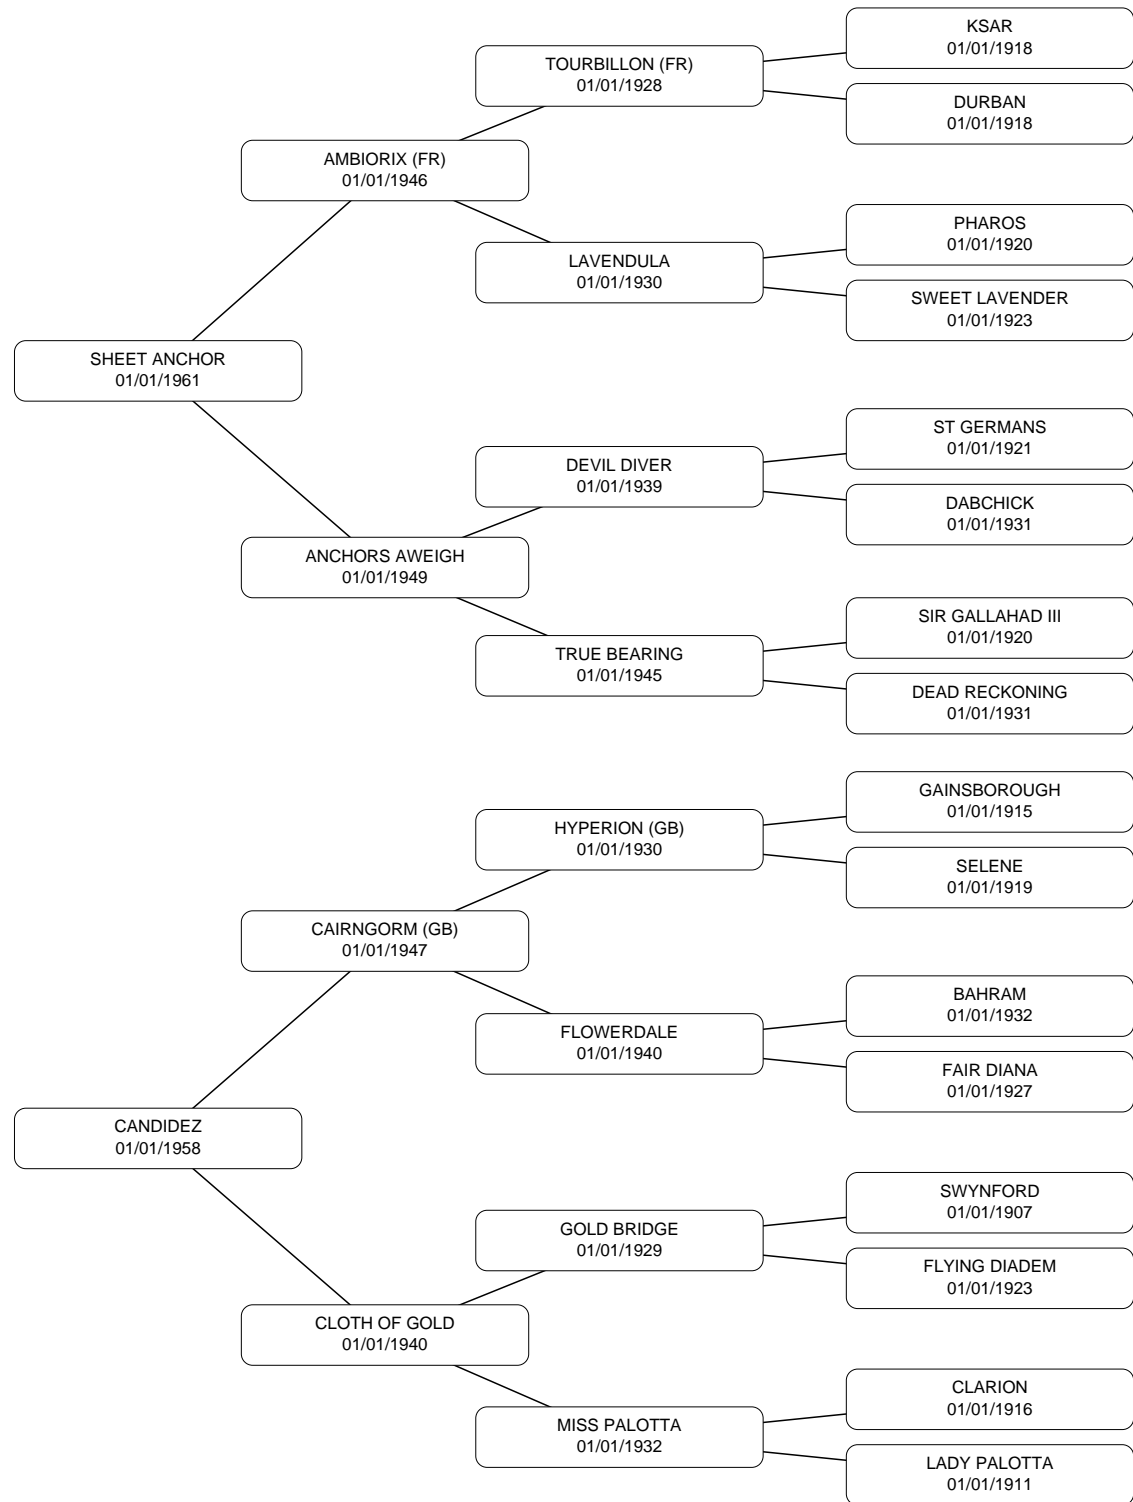 KSAR
01/01/1918
TOURBILLON (FR)
01/01/1928
DURBAN
01/01/1918
AMBIORIX (FR)
01/01/1946
PHAROS
01/01/1920
LAVENDULA
01/01/1930
SWEET LAVENDER
01/01/1923
SHEET ANCHOR
01/01/1961
ST GERMANS
01/01/1921
DEVIL DIVER
01/01/1939
DABCHICK
01/01/1931
ANCHORS AWEIGH
01/01/1949
SIR GALLAHAD III
01/01/1920
TRUE BEARING
01/01/1945
DEAD RECKONING
01/01/1931
GAINSBOROUGH
01/01/1915
HYPERION (GB)
01/01/1930
SELENE
01/01/1919
CAIRNGORM (GB)
01/01/1947
BAHRAM
01/01/1932
FLOWERDALE
01/01/1940
FAIR DIANA
01/01/1927
CANDIDEZ
01/01/1958
SWYNFORD
01/01/1907
GOLD BRIDGE
01/01/1929
FLYING DIADEM
01/01/1923
CLOTH OF GOLD
01/01/1940
CLARION
01/01/1916
MISS PALOTTA
01/01/1932
LADY PALOTTA
01/01/1911